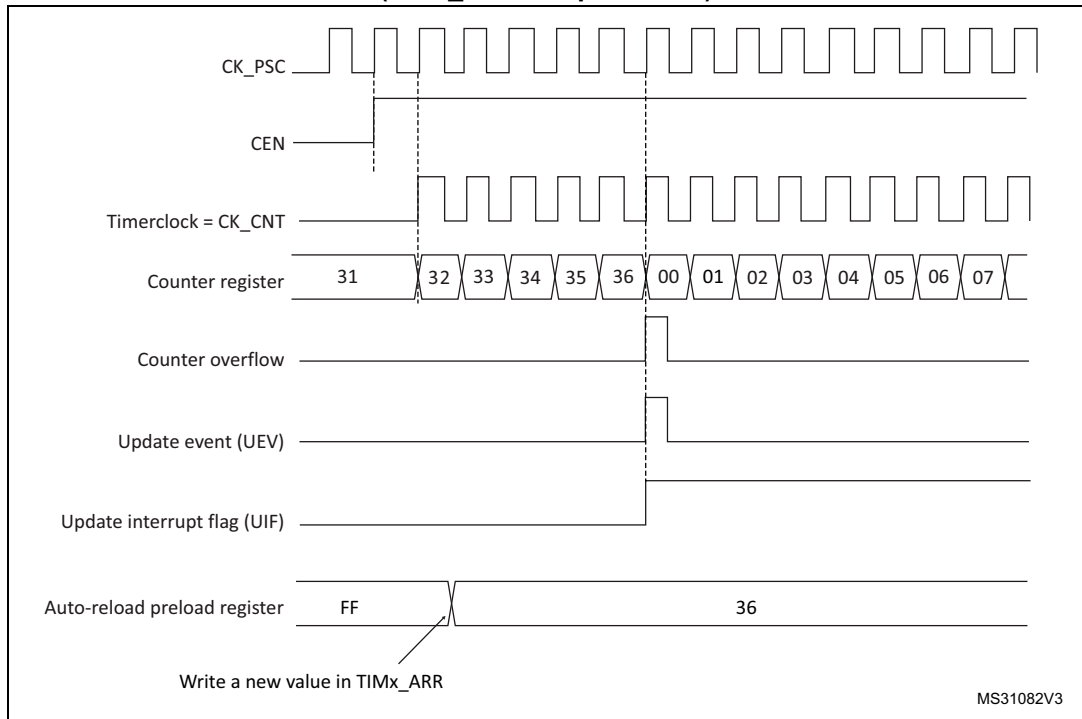 CK_PSC
CEN
Timerclock = CK_CNT
Counter register 31 32 33 34 35 36 00 01 02 03 04 05 06 07
Counter overflow
Update event (UEV)
Update interrupt flag (UIF)
Auto-reload preload register FF 36
Write a new value in TIMx_ARR
MS31082V3